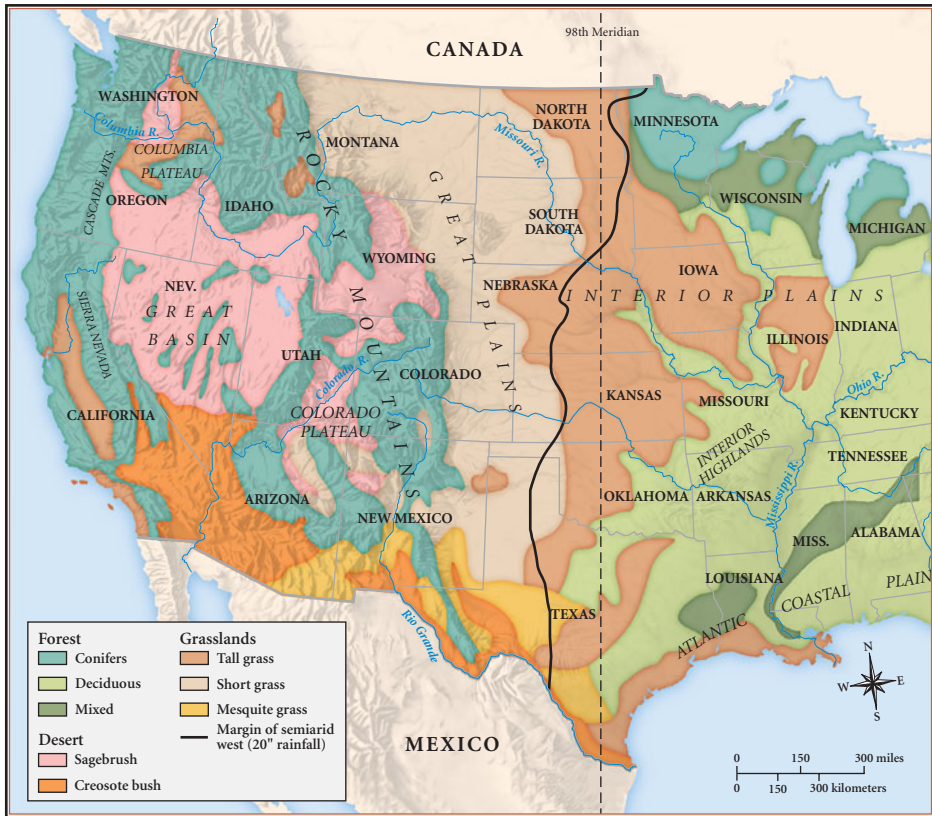 98th Meridian
CANADA
WASHINGTON
Columbia R.
COLUMBIA
PLATEAU
CASCADE MTS.
OREGON
IDAHO
ROCKY
MOUNTAINS
MONTANA
Missouri R.
NORTH
DAKOTA
MINNESOTA
WISCONSIN
MICHIGAN
GREAT
PLAINS
SOUTH
DAKOTA
WYOMING
NEBRASKA
IOWA
INTERIOR PLAINS
NEV.
GREAT
BASIN
SIERRA NEVADA
UTAH
Colorado R.
COLORADO
ILLINOIS
INDIANA
Ohio R.
KANSAS
MISSOURI
KENTUCKY
CALIFORNIA
COLORADO
PLATEAU
INTERIOR
HIGHLANDS
TENNESSEE
Mississippi R.
ARIZONA
NEW MEXICO
OKLAHOMA
ARKANSAS
MISS.
ALABAMA
LOUISIANA
TEXAS
ATLANTIC
COASTAL
PLAIN
Rio Grande
MEXICO
Forest
Conifers
Deciduous
Mixed
Desert
Sagebrush
Creosote bush
Grasslands
Tall grass
Short grass
Mesquite grass
Margin of semiarid
west (20" rainfall)
N
W
E
S
0 150 300 miles
0 150 300 kilometers